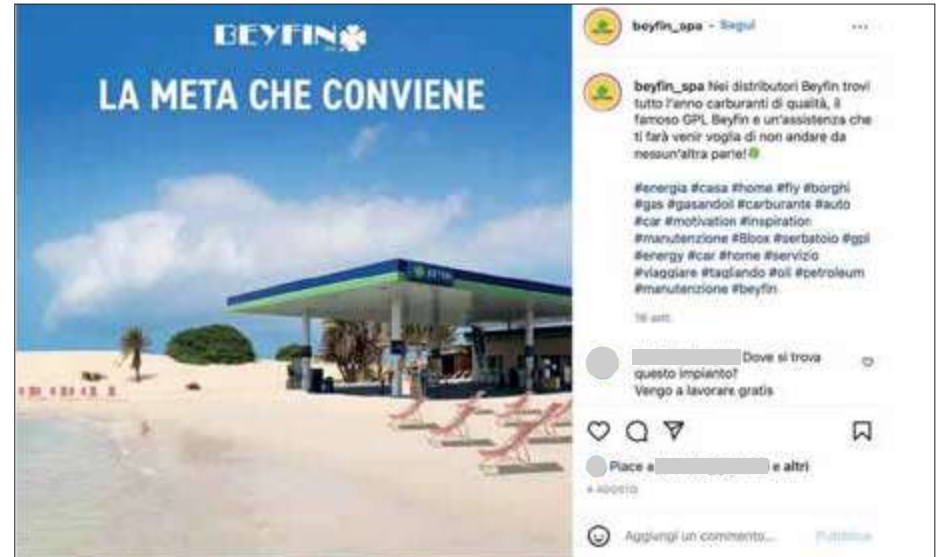 BEYFIN
LA META CHE CONVIENE
BEYFIN
beyfin_spa • Segui
beyfin_spa Nei distributori Beyfin trovi
tutto l'anno carburanti di qualità, il
famoso GPL Beyfin e un'assistenza che
ti farà venir voglia di non andare da
nessun'altra parte!
#energia #casa #home #fly #borghi
#gas #gasandoil #carburante #auto
#car #motivation #inspiration
#manutenzione #Bloox #serbatoio #gpl
#energy #car #home #servizio
#viaggiare #tagliando #oil #petroleum
#manutenzione #beyfin
Dove si trova
questo impianto?
Vengo a lavorare gratis
Piace a e altri
4 AGOSTO
Aggiungi un commento...
Pubblica